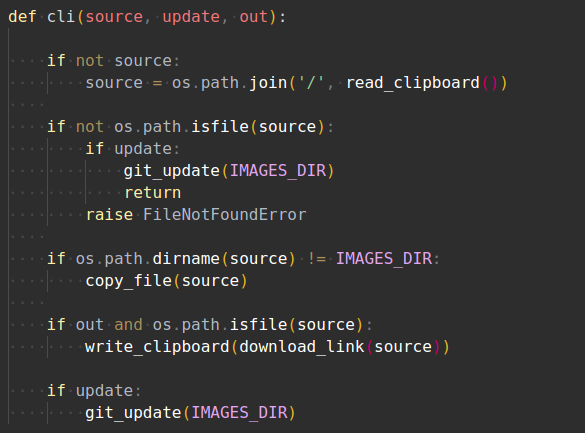 def cli(source, update, out):

    if not source:
        source = os.path.join('/', read_clipboard())

    if not os.path.isfile(source):
        if update:
            git_update(IMAGES_DIR)
            return
        raise FileNotFoundError

    if os.path.dirname(source) != IMAGES_DIR:
        copy_file(source)

    if out and os.path.isfile(source):
        write_clipboard(download_link(source))

    if update:
        git_update(IMAGES_DIR)